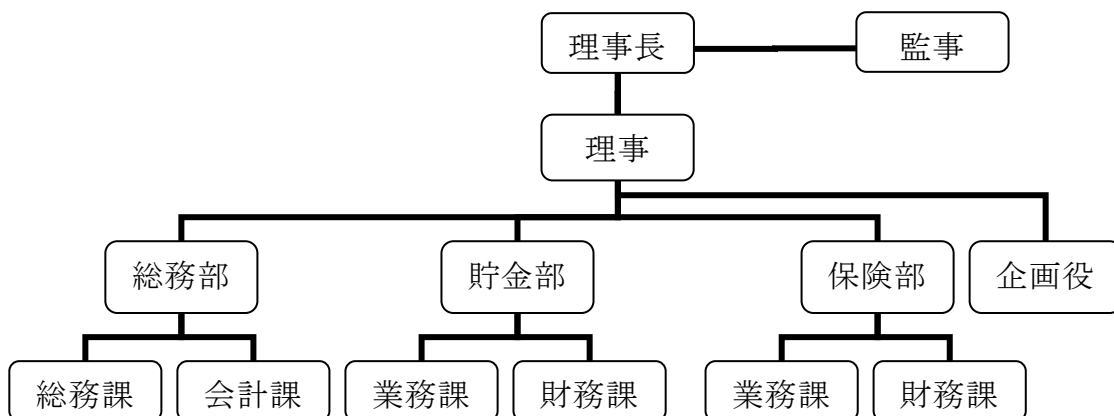 理事長
監事
理事
総務部
貯金部
保険部
企画役
総務課
会計課
業務課
財務課
業務課
財務課